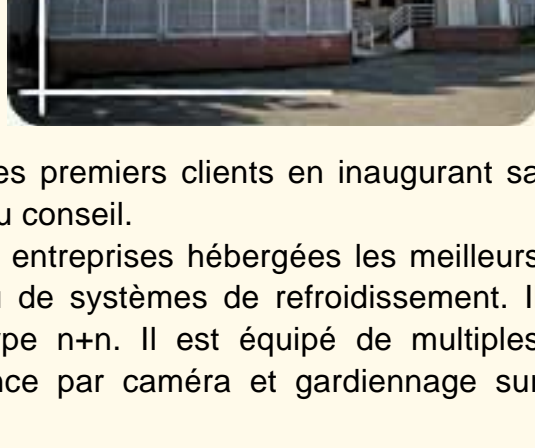 es premiers clients en inaugurant sa
u conseil.
entreprises hébergées les meilleurs
de systèmes de refroidissement. I
ype n+n. Il est équipé de multiples
nce par caméra et gardiennage sur